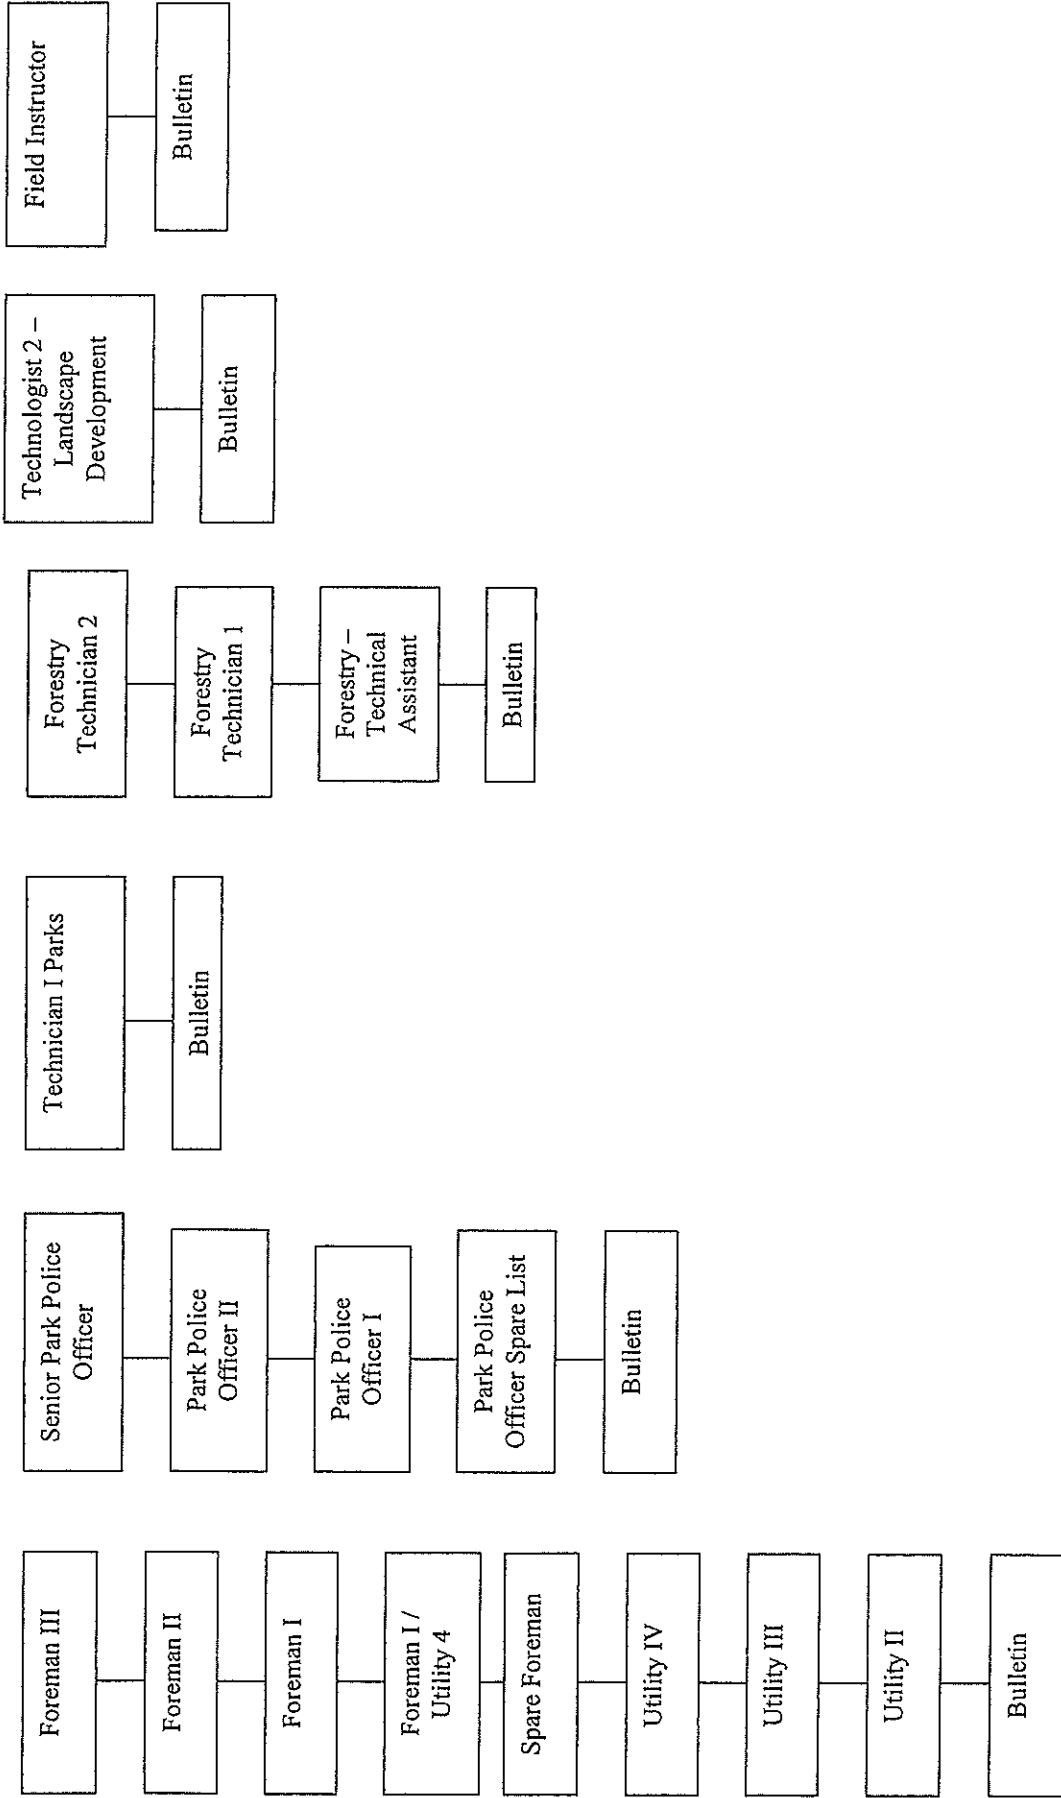 Foreman III
Foreman II
Foreman I
Foreman I /
Utility 4
Spare Foreman
Utility IV
Utility III
Utility II
Bulletin
Senior Park Police
Officer
Park Police
Officer II
Park Police
Officer I
Park Police
Officer Spare List
Bulletin
Technician I Parks
Bulletin
Forestry
Technician 2
Forestry
Technician 1
Forestry –
Technical
Assistant
Bulletin
Technologist 2 –
Landscape
Development
Bulletin
Field Instructor
Bulletin